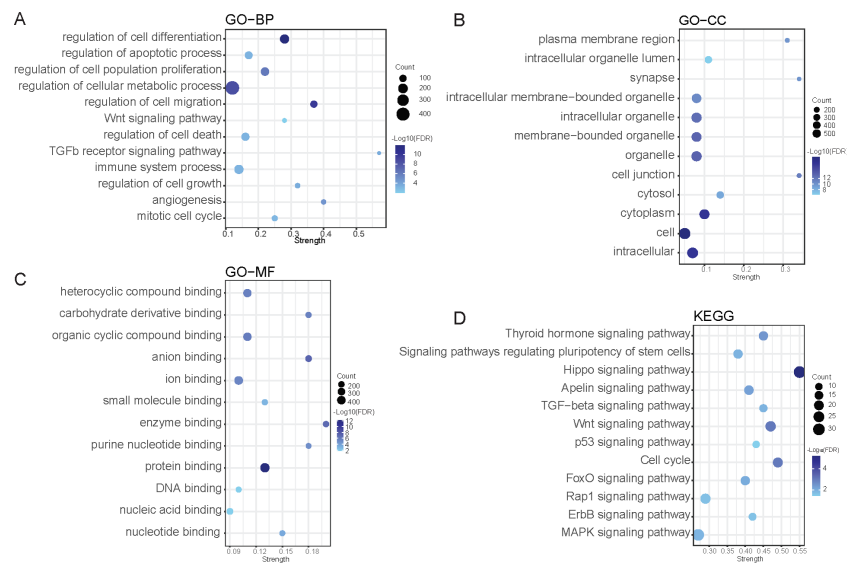 A
GO−BP
regulation of cell differentiation
regulation of apoptotic process
regulation of cell population proliferation
regulation of cellular metabolic process
regulation of cell migration
Wnt signaling pathway
regulation of cell death
TGFb receptor signaling pathway
immune system process
regulation of cell growth
angiogenesis
mitotic cell cycle
0.1 0.2 0.3 0.4 0.5
Strength
Count
100
200
300
400
-Log10(FDR)
10
8
6
4
B
GO−CC
plasma membrane region
intracellular organelle lumen
synapse
intracellular membrane−bounded organelle
intracellular organelle
membrane−bounded organelle
organelle
cell junction
cytosol
cytoplasm
cell
intracellular
0.1 0.2 0.3
Strength
Count
200
300
400
500
-Log10(FDR)
12
10
8
C
GO−MF
heterocyclic compound binding
carbohydrate derivative binding
organic cyclic compound binding
anion binding
ion binding
small molecule binding
enzyme binding
purine nucleotide binding
protein binding
DNA binding
nucleic acid binding
nucleotide binding
0.09 0.12 0.15 0.18
Strength
Count
200
300
400
-Log10(FDR)
12
10
8
6
4
2
D
KEGG
Thyroid hormone signaling pathway
Signaling pathways regulating pluripotency of stem cells
Hippo signaling pathway
Apelin signaling pathway
TGF−beta signaling pathway
Wnt signaling pathway
p53 signaling pathway
Cell cycle
FoxO signaling pathway
Rap1 signaling pathway
ErbB signaling pathway
MAPK signaling pathway
0.30 0.35 0.40 0.45 0.50 0.55
Strength
Count
10
15
20
25
30
(FDR)
4
2